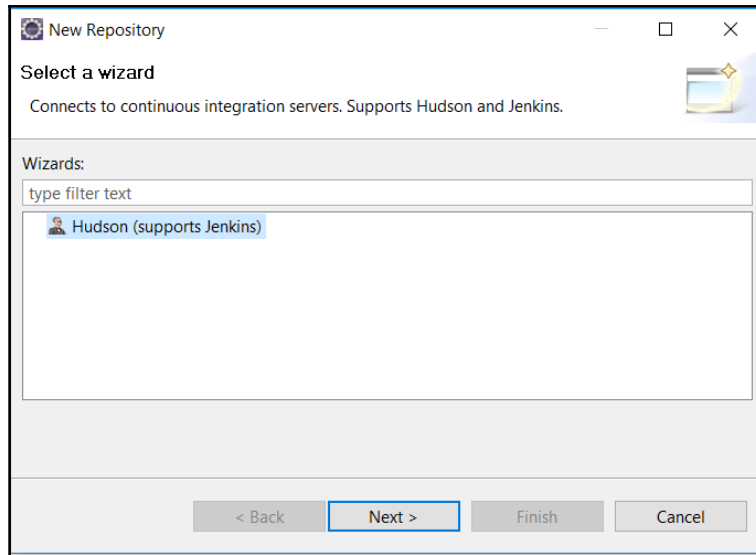 New Repository
Select a wizard
Connects to continuous integration servers. Supports Hudson and Jenkins.
Wizards:
type filter text
Hudson (supports Jenkins)
< Back Next > Finish Cancel